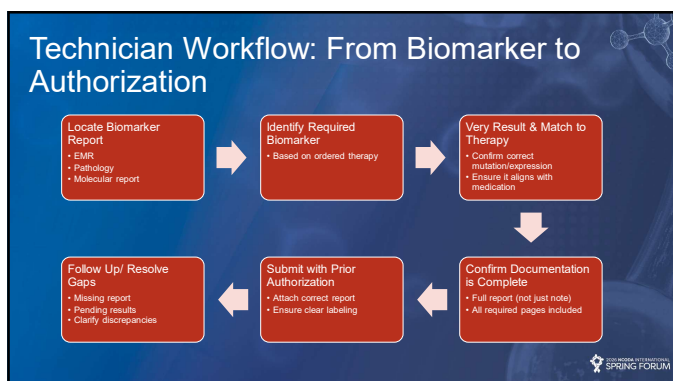 Technician Workflow: From Biomarker to
Authorization
Locate Biomarker
Report
• EMR
• Pathology
• Molecular report
Identify Required
Biomarker
• Based on ordered therapy
Very Result & Match to
Therapy
• Confirm correct
mutation/expression
• Ensure it aligns with
medication
Confirm Documentation
is Complete
• Full report (not just note)
• All required pages included
Submit with Prior
Authorization
• Attach correct report
• Ensure clear labeling
Follow Up/ Resolve
Gaps
• Missing report
• Pending results
• Clarify discrepancies
2026 NCODA INTERNATIONAL
SPRING FORUM